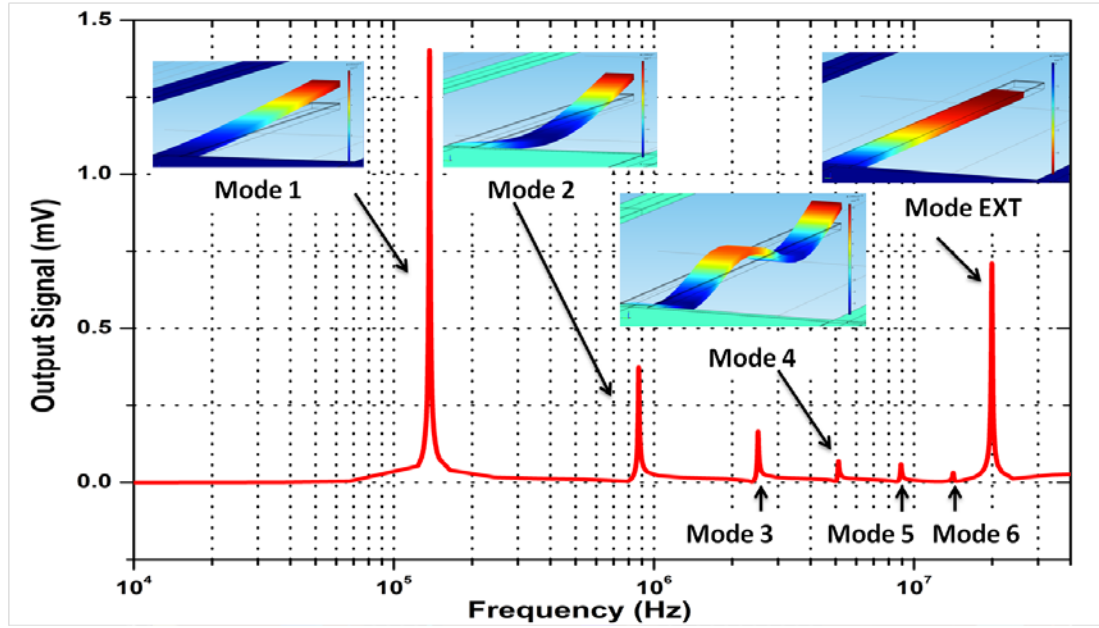 1.5
1.0
0.5
0.0
Output Signal (mV)
Mode 1
Mode 2
Mode EXT
Mode 4
Mode 3
Mode 5
Mode 6
10⁴
10⁵
10⁶
10⁷
Frequency (Hz)